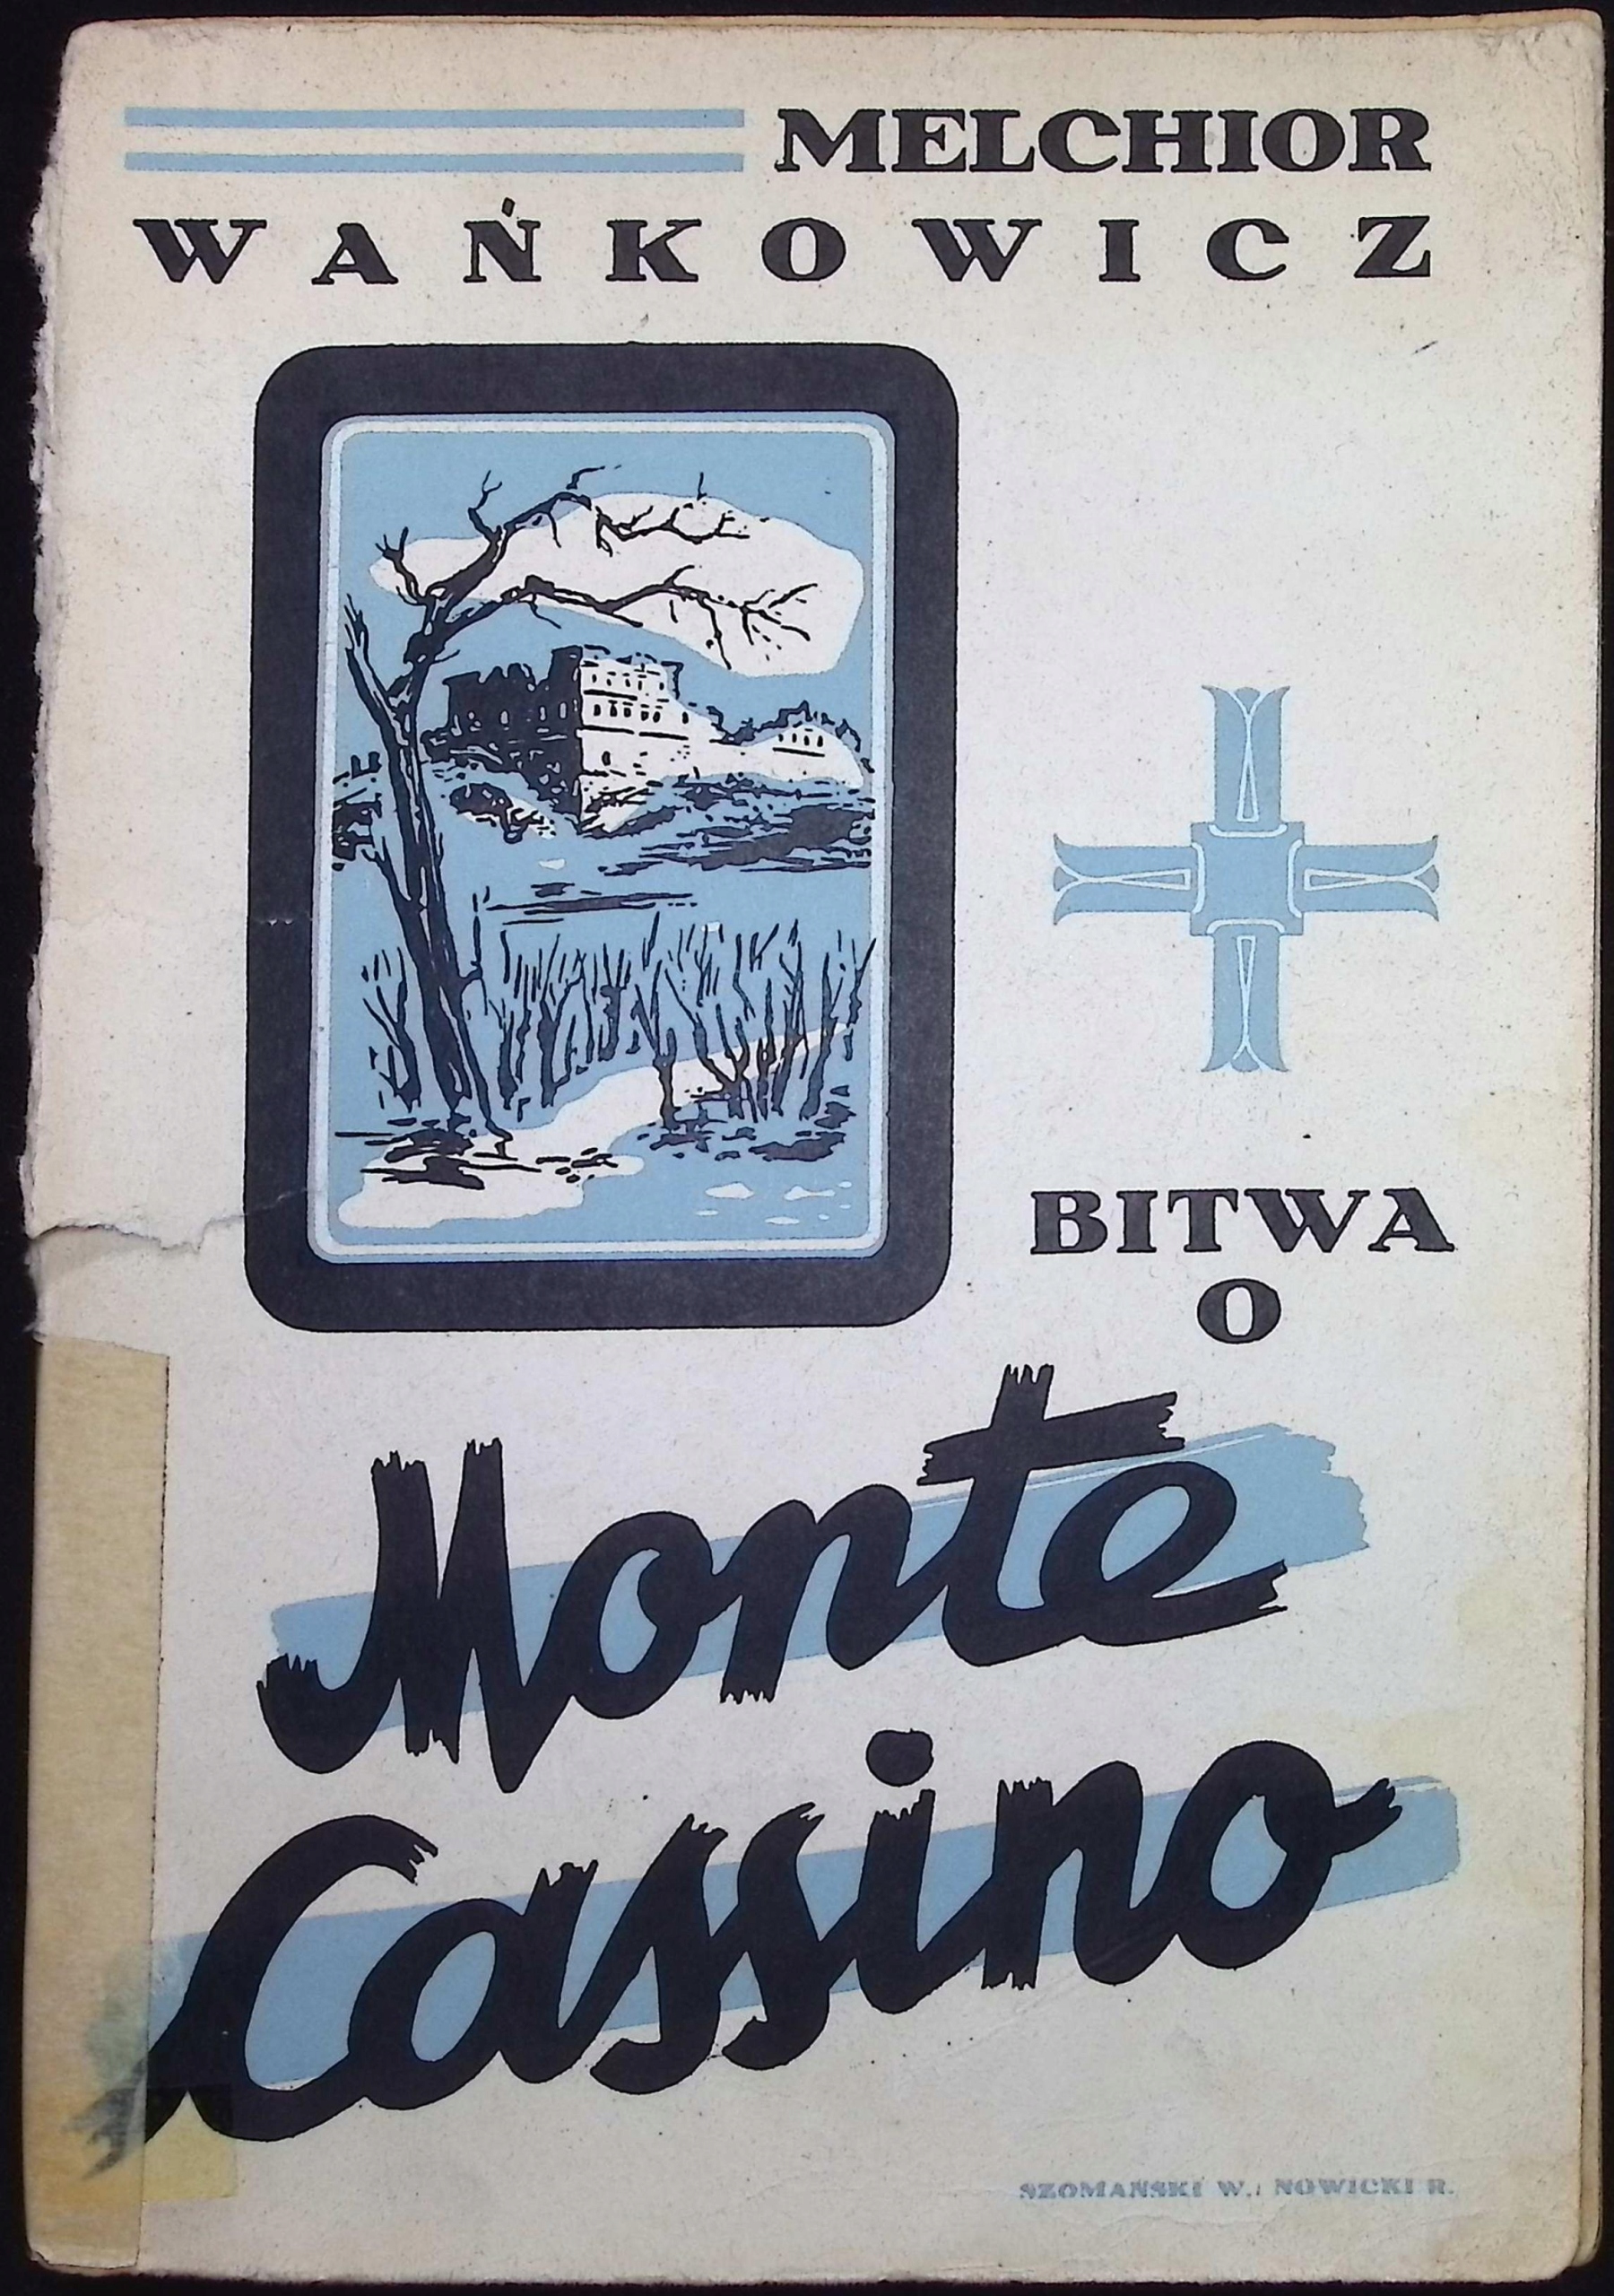 MELCHIOR
WAŃKOWICZ
BITWA
O
Monte
Cassino
SZOMAŃSKI W. i NOWICKI R.